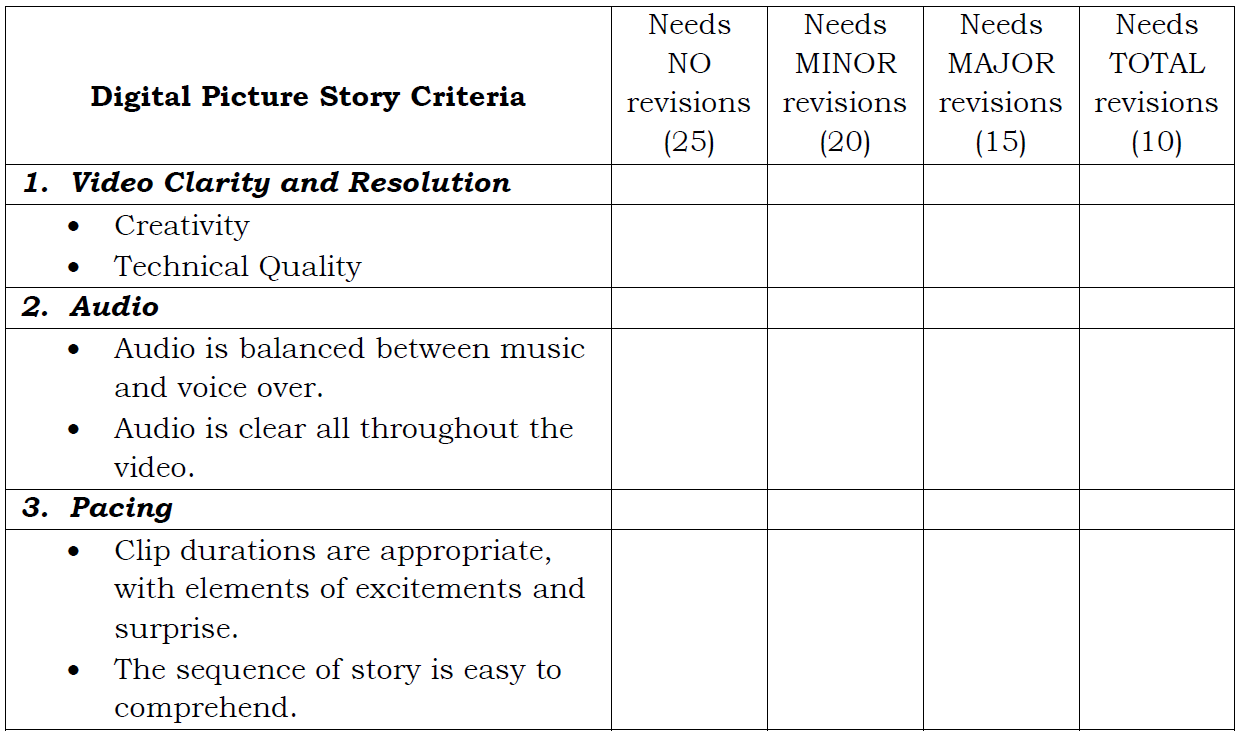 Digital Picture Story Criteria
Needs
NO
revisions
(25)
Needs
MINOR
revisions
(20)
Needs
MAJOR
revisions
(15)
Needs
TOTAL
revisions
(10)
1. Video Clarity and Resolution
• Creativity
• Technical Quality
2. Audio
• Audio is balanced between music
and voice over.
• Audio is clear all throughout the
video.
3. Pacing
• Clip durations are appropriate,
with elements of excitements and
surprise.
• The sequence of story is easy to
comprehend.